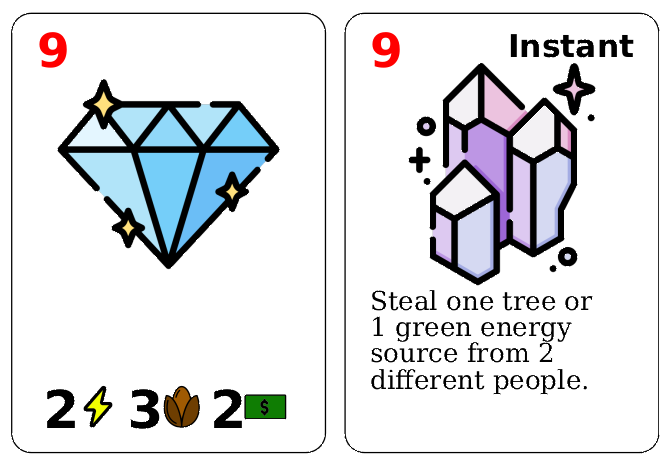 9
2 3 2 $
9
Instant
Steal one tree or
1 green energy
source from 2
different people.